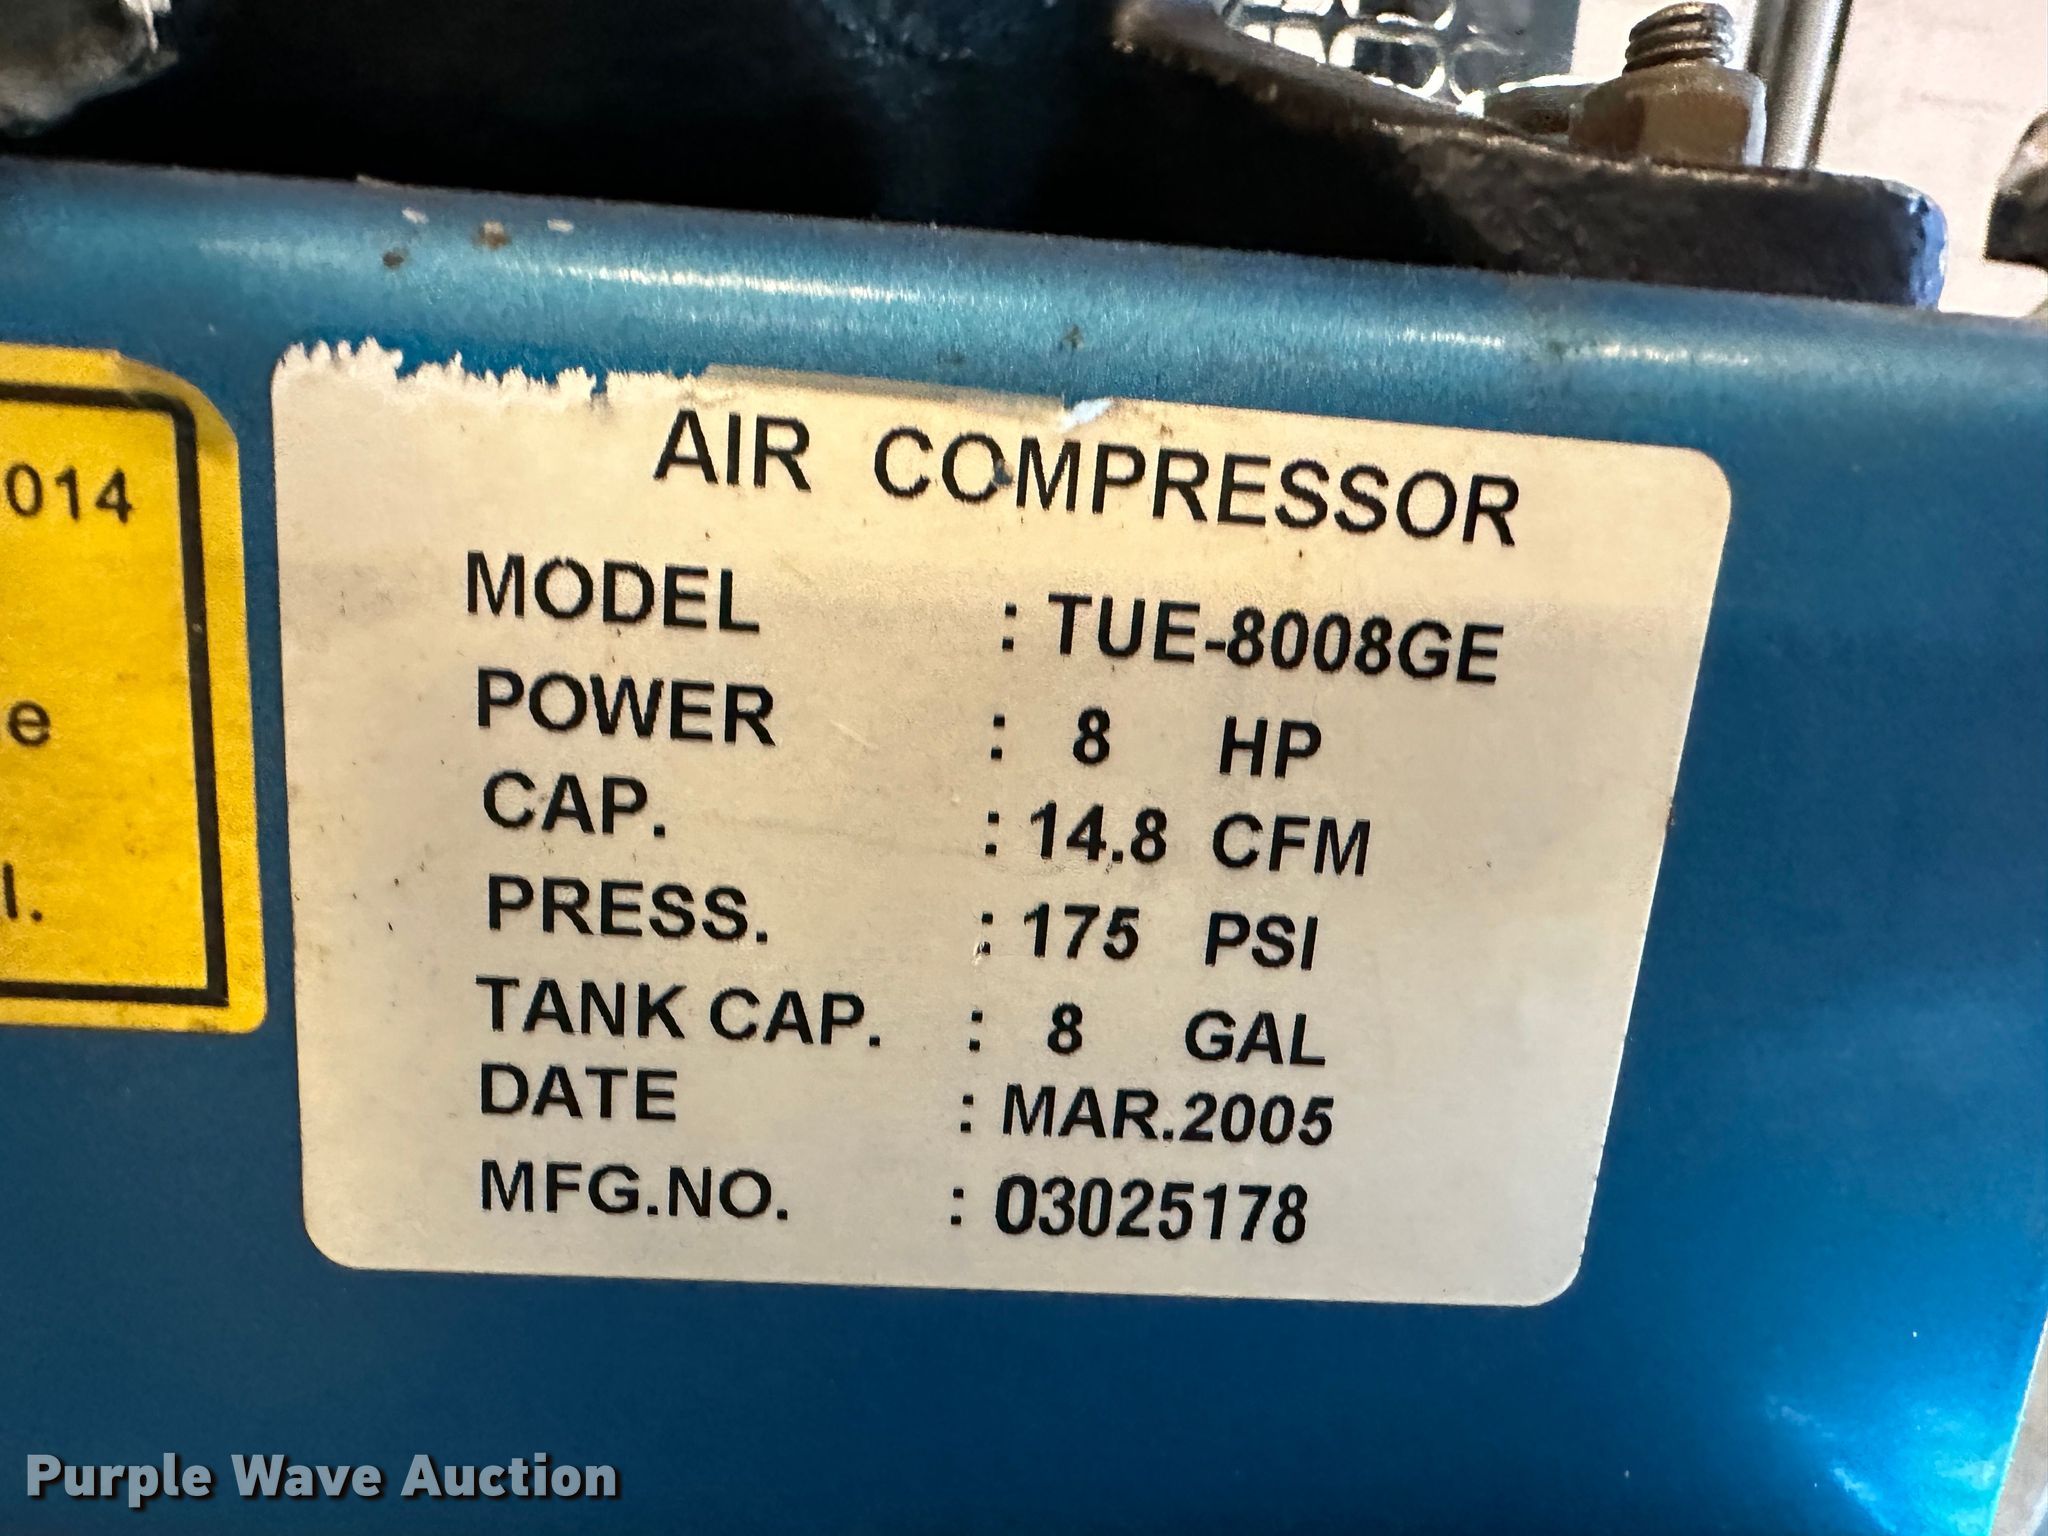 014
e
l.
AIR COMPRESSOR
MODEL : TUE-8008GE
POWER : 8 HP
CAP. : 14.8 CFM
PRESS. : 175 PSI
TANK CAP. : 8 GAL
DATE : MAR.2005
MFG.NO. : 03025178
Purple Wave Auction